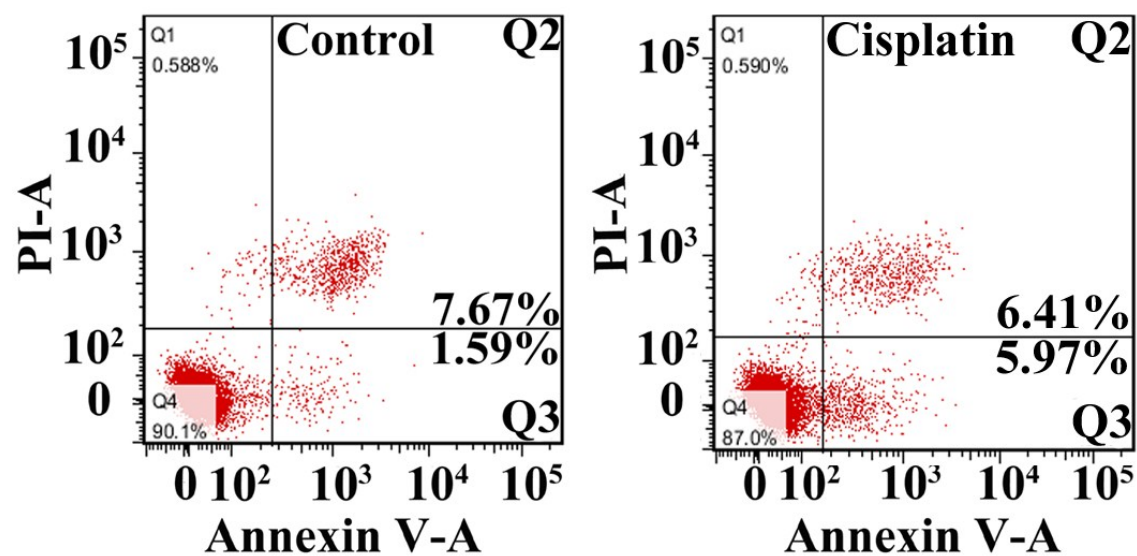 Q1
0.588%
Control
Q2
10^5
10^4
10^3
10^2
0
PI-A
7.67%
1.59%
Q4
90.1%
Q3
0 10^2 10^3 10^4 10^5
Annexin V-A
Q1
0.590%
Cisplatin
Q2
10^5
10^4
10^3
10^2
0
PI-A
6.41%
5.97%
Q4
87.0%
Q3
0 10^2 10^3 10^4 10^5
Annexin V-A